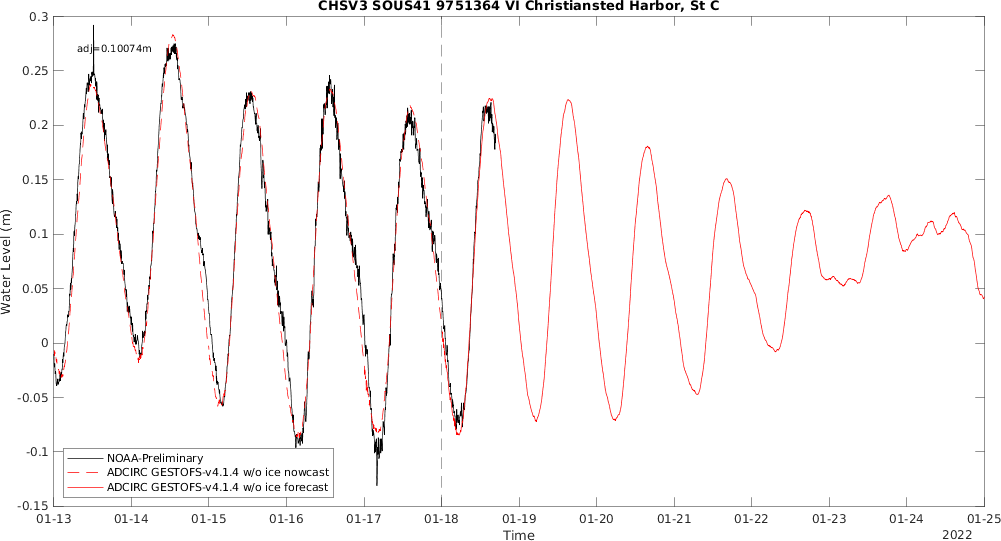 CHSV3 SOUS41 9751364 VI Christiansted Harbor, St C
0.3
adj=0.10074m
0.25
0.2
0.15
0.1
0.05
0
-0.05
-0.1
-0.15
Water Level (m)
NOAA-Preliminary
ADCIRC GESTOFS-v4.1.4 w/o ice nowcast
ADCIRC GESTOFS-v4.1.4 w/o ice forecast
01-13 01-14 01-15 01-16 01-17 01-18 01-19 01-20 01-21 01-22 01-23 01-24 01-25
Time
2022